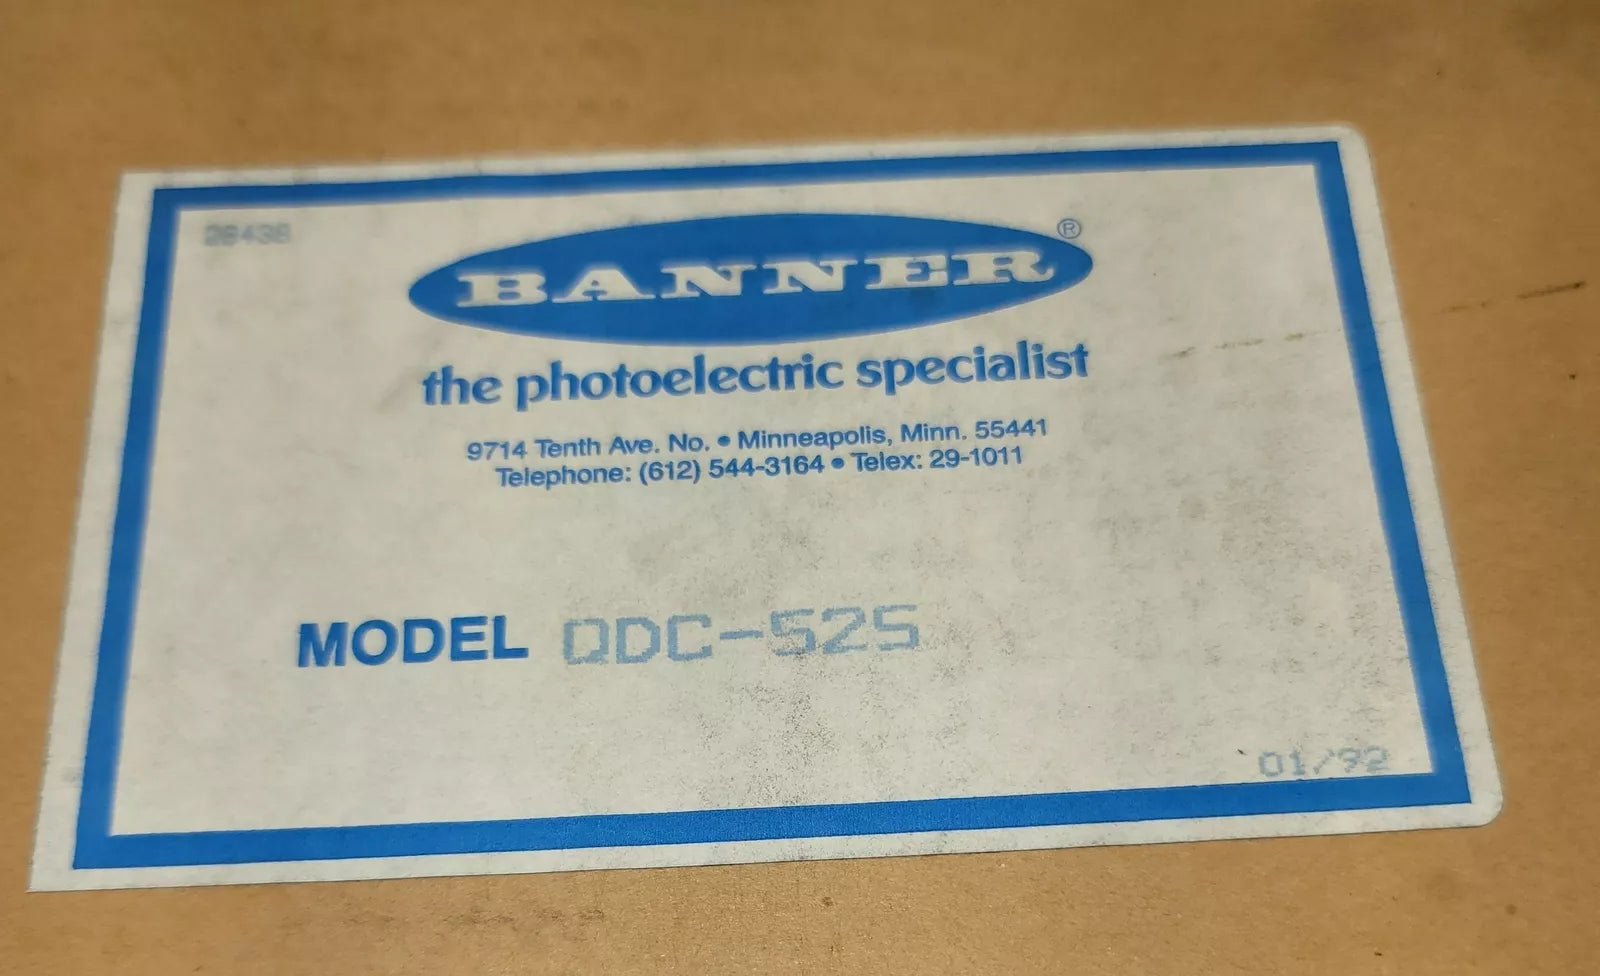 26438
BANNER®
the photoelectric specialist
9714 Tenth Ave. No. • Minneapolis, Minn. 55441
Telephone: (612) 544-3164 • Telex: 29-1011
MODEL QDC-525
01/92